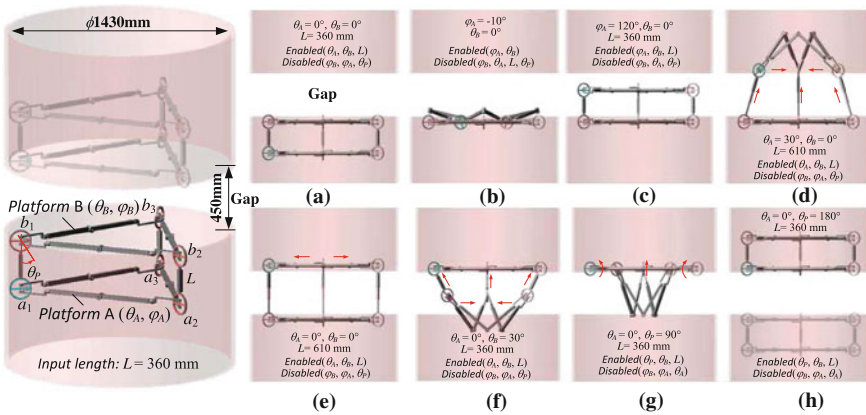 ϕ1430mm
450mm
Gap
Platform B (θB, φB)
b3
b1
b2
θP
a3
L
a1
Platform A (θA, φA)
a2
Input length: L = 360 mm
θA = 0°, θB = 0°
L= 360 mm
Enabled(θA, θB, L)
Disabled(φB, φA, θP)
Gap
(a)
φA = -10°
θB = 0°
Enabled(φA, θB)
Disabled(φB, θA, L, θP)
(b)
φA = 120°, θB = 0°
L= 360 mm
Enabled(φA, θB, L)
Disabled(φB, θA, θP)
(c)
θA = 30°, θB= 0°
L= 610 mm
Enabled(θA, θB, L)
Disabled(φB, φA, θP)
(d)
θA= 0°, θB = 0°
L= 610 mm
Enabled(θA, θB, L)
Disabled(φB, φA, θP)
(e)
θA= 0°, θB = 30°
L= 360 mm
Enabled(θA, θB, L)
Disabled(φB, φA, θP)
(f)
θA= 0°, θP = 90°
L= 360 mm
Enabled(θP, θB, L)
Disabled(φB, φA, θA)
(g)
θA= 0°, θP = 180°
L= 360 mm
Enabled(θP, θB, L)
Disabled(φB, φA, θA)
(h)